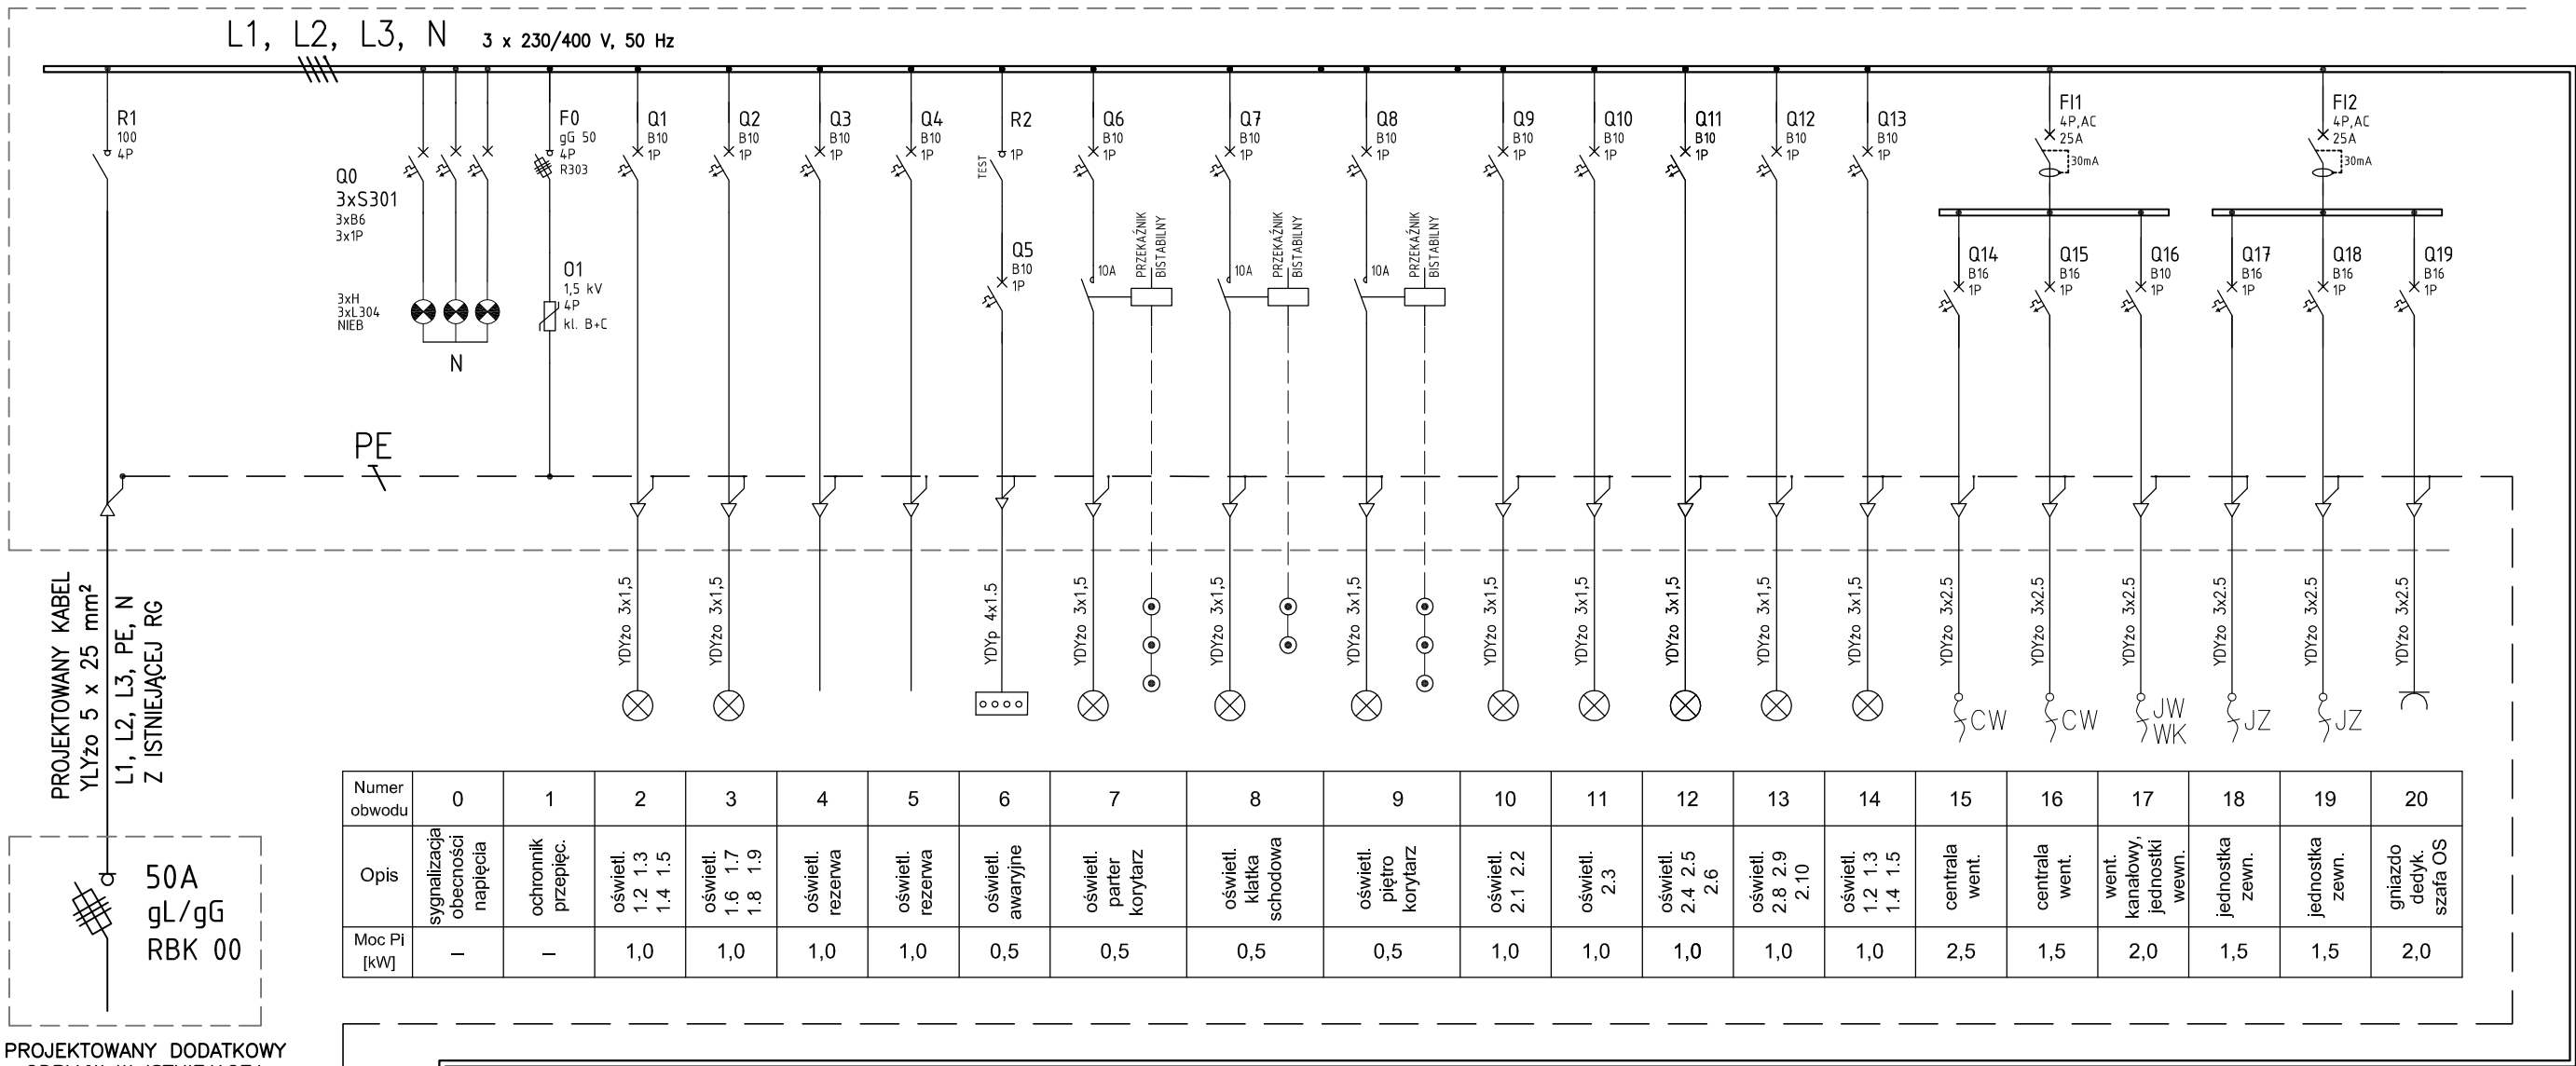 L1, L2, L3, N 3 x 230/400 V, 50 Hz
R1
100
4P
Q0
3xS301
3xB6
3x1P
3xH
3xL304
NIEB
N
F0
gG 50
4P
R303
O1
1,5 kV
4P
kl. B+C
Q1
B10
1P
Q2
B10
1P
Q3
B10
1P
Q4
B10
1P
R2
1P
TEST
Q5
B10
1P
Q6
B10
1P
10A
PRZEKAŹNIK
BISTABILNY
Q7
B10
1P
10A
PRZEKAŹNIK
BISTABILNY
Q8
B10
1P
10A
PRZEKAŹNIK
BISTABILNY
Q9
B10
1P
Q10
B10
1P
Q11
B10
1P
Q12
B10
1P
Q13
B10
1P
FI1
4P,AC
25A
30mA
Q14
B16
1P
Q15
B16
1P
Q16
B10
1P
FI2
4P,AC
25A
30mA
Q17
B16
1P
Q18
B16
1P
Q19
B16
1P
PE
PROJEKTOWANY KABEL
YLYżo 5 x 25 mm²
L1, L2, L3, PE, N
Z ISTNIEJĄCEJ RG
YDYżo 3x1,5
YDYżo 3x1,5
YDYp 4x1.5
YDYżo 3x1,5
YDYżo 3x1,5
YDYżo 3x1,5
YDYżo 3x1,5
YDYżo 3x1,5
YDYżo 3x1,5
YDYżo 3x1,5
YDYżo 3x1,5
YDYżo 3x2.5
YDYżo 3x2.5
YDYżo 3x2.5
YDYżo 3x2.5
YDYżo 3x2.5
YDYżo 3x2.5
CW
CW
JW
WK
JZ
JZ
Numer
obwodu
0 1 2 3 4 5 6 7 8 9 10 11 12 13 14 15 16 17 18 19 20
Opis
sygnalizacja
obecności
napięcia
ochronnik
przepięc.
oświetl.
1.2 1.3
1.4 1.5
oświetl.
1.6 1.7
1.8 1.9
oświetl.
rezerwa
oświetl.
rezerwa
oświetl.
awaryjne
oświetl.
parter
korytarz
oświetl.
klatka
schodowa
oświetl.
piętro
korytarz
oświetl.
2.1 2.2
oświetl.
2.3
oświetl.
2.4 2.5
2.6
oświetl.
2.8 2.9
2.10
oświetl.
1.2 1.3
1.4 1.5
centrala
went.
centrala
went.
went.
kanałowy,
jednostki
wewn.
jednostka
zewn.
jednostka
zewn.
gniazdo
dedyk.
szafa OS
Moc Pi
[kW]
– – 1,0 1,0 1,0 1,0 0,5 0,5 0,5 0,5 1,0 1,0 1,0 1,0 1,0 2,5 1,5 2,0 1,5 1,5 2,0
50A
gL/gG
RBK 00
PROJEKTOWANY DODATKOWY